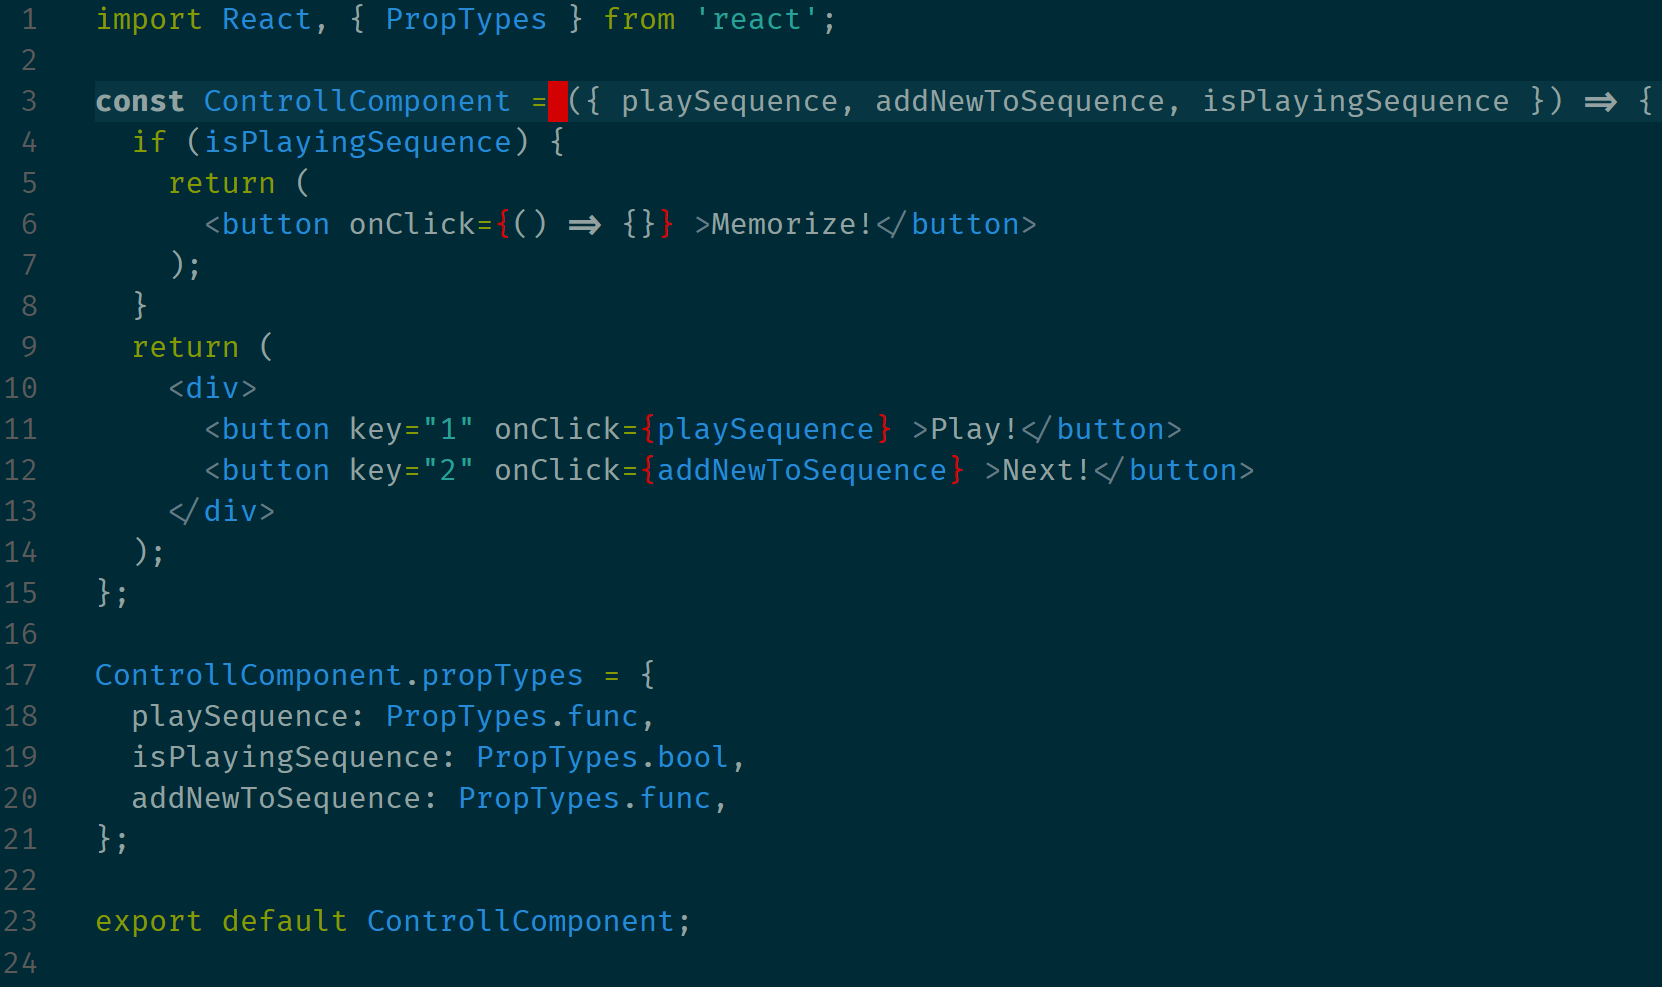 1 import React, { PropTypes } from 'react';
2
3 const ControllComponent = ({ playSequence, addNewToSequence, isPlayingSequence }) => {
4   if (isPlayingSequence) {
5     return (
6       <button onClick={() => {}} >Memorize!</button>
7     );
8   }
9   return (
10     <div>
11       <button key="1" onClick={playSequence} >Play!</button>
12       <button key="2" onClick={addNewToSequence} >Next!</button>
13     </div>
14   );
15 };
16
17 ControllComponent.propTypes = {
18   playSequence: PropTypes.func,
19   isPlayingSequence: PropTypes.bool,
20   addNewToSequence: PropTypes.func,
21 };
22
23 export default ControllComponent;
24